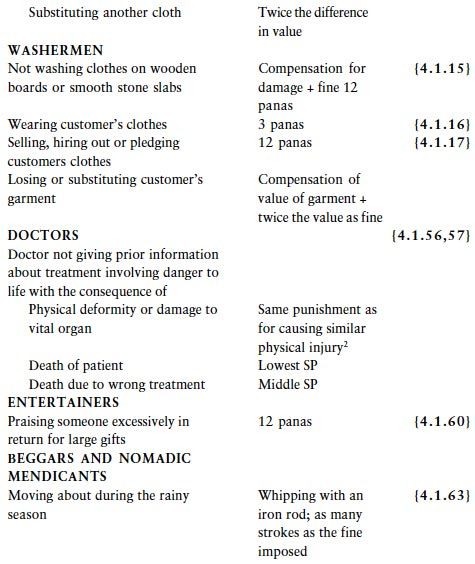 Substituting another cloth Twice the difference
in value
WASHERMEN
Not washing clothes on wooden Compensation for {4.1.15}
boards or smooth stone slabs damage + fine 12
panas
Wearing customer's clothes 3 panas {4.1.16}
Selling, hiring out or pledging 12 panas {4.1.17}
customers clothes
Losing or substituting customer's Compensation of
garment value of garment +
twice the value as fine
DOCTORS {4.1.56,57}
Doctor not giving prior information
about treatment involving danger to
life with the consequence of
Physical deformity or damage to Same punishment as
vital organ for causing similar
physical injury²
Death of patient Lowest SP
Death due to wrong treatment Middle SP
ENTERTAINERS
Praising someone excessively in 12 panas {4.1.60}
return for large gifts
BEGGARS AND NOMADIC
MENDICANTS
Moving about during the rainy Whipping with an {4.1.63}
season iron rod; as many
strokes as the fine
imposed